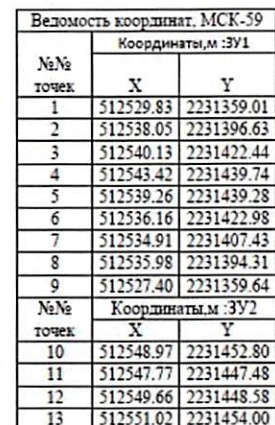 Ведомость координат, МСК-59
№№ точек
Координаты,м :ЗУ1
X Y
1 512529.83 2231359.01
2 512538.05 2231396.63
3 512540.13 2231422.44
4 512543.42 2231439.74
5 512539.26 2231439.28
6 512536.16 2231422.98
7 512534.91 2231407.43
8 512535.98 2231394.31
9 512527.40 2231359.64
№№ Координаты,м :ЗУ2
точек X Y
10 512548.97 2231452.80
11 512547.77 2231447.48
12 512549.66 2231448.58
13 512551.02 2231454.00